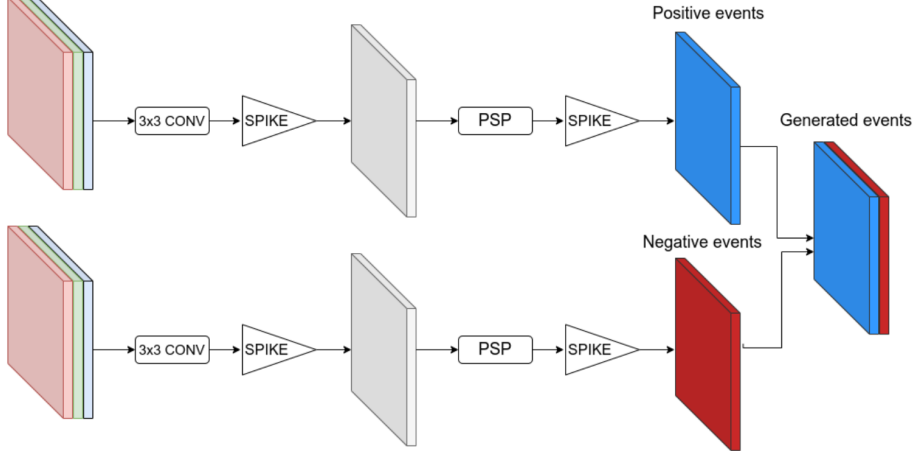 Positive events
3x3 CONV
SPIKE
PSP
SPIKE
Generated events
Negative events
3x3 CONV
SPIKE
PSP
SPIKE